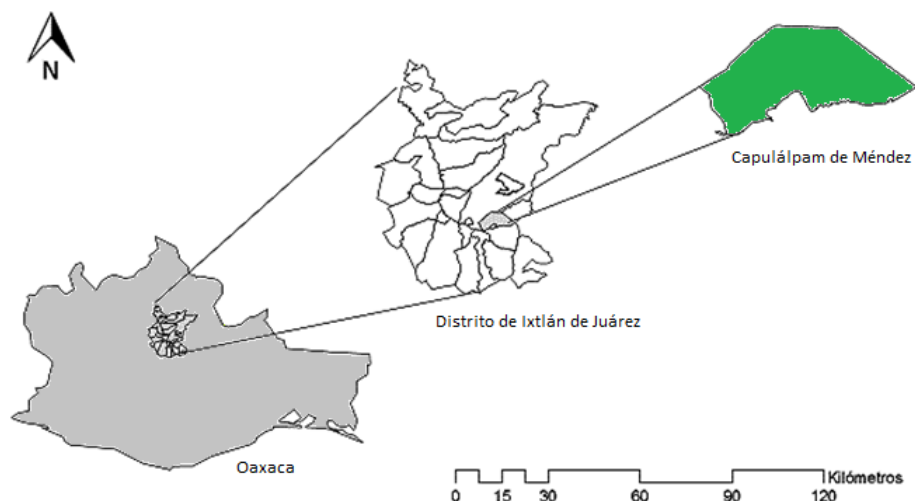 N
Capulálpam de Méndez
Distrito de Ixtlán de Juárez
Oaxaca
Kilómetros
0 15 30 60 90 120